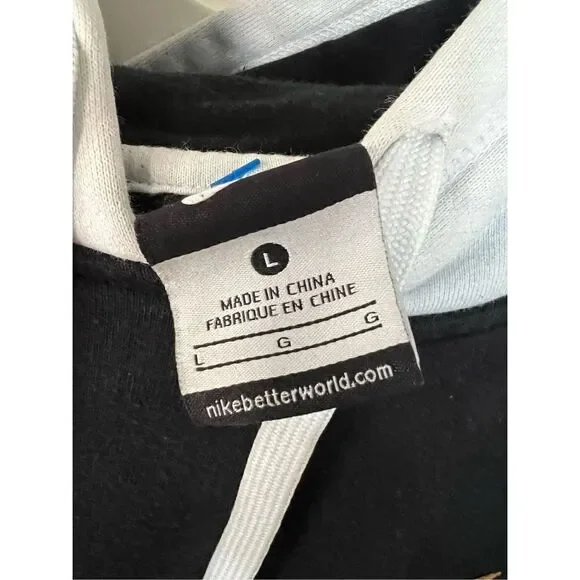 L
MADE IN CHINA
FABRIQUE EN CHINE
L G G
nikebetterworld.com